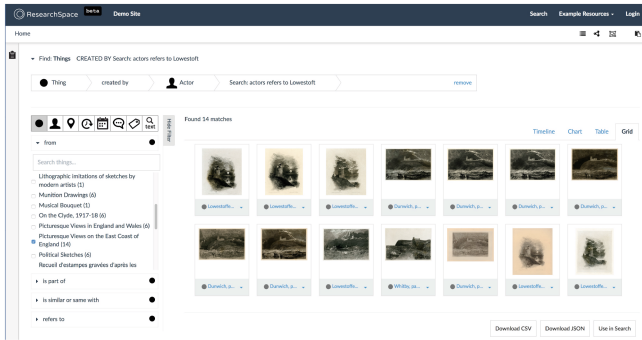 ResearchSpace beta Demo Site Search Example Resources Login
Home
Find: Things CREATED BY Search: actors refers to Lowestoft
Thing created by Actor Search: actors refers to Lowestoft remove
Found 14 matches
text
Hide Filter
Timeline Chart Table Grid
from
Search things...
Lithographic imitations of sketches by
modern artists (1)
Munition Drawings (6)
Musical Bouquet (1)
On the Clyde, 1917-18 (6)
Picturesque Views in England and Wales (6)
Picturesque Views on the East Coast of
England (14)
Political Sketches (6)
Recueil d'estampes gravées d'après les
is part of
is similar or same with
refers to
Lowestoffe... Lowestoffe... Lowestoffe... Dunwich, p... Dunwich, p... Dunwich, p... Dunwich, p...
Dunwich, p... Dunwich, p... Lowestoffe... Whitby, pa... Dunwich, p... Lowestoffe... Lowestoffe...
Download CSV Download JSON Use in Search